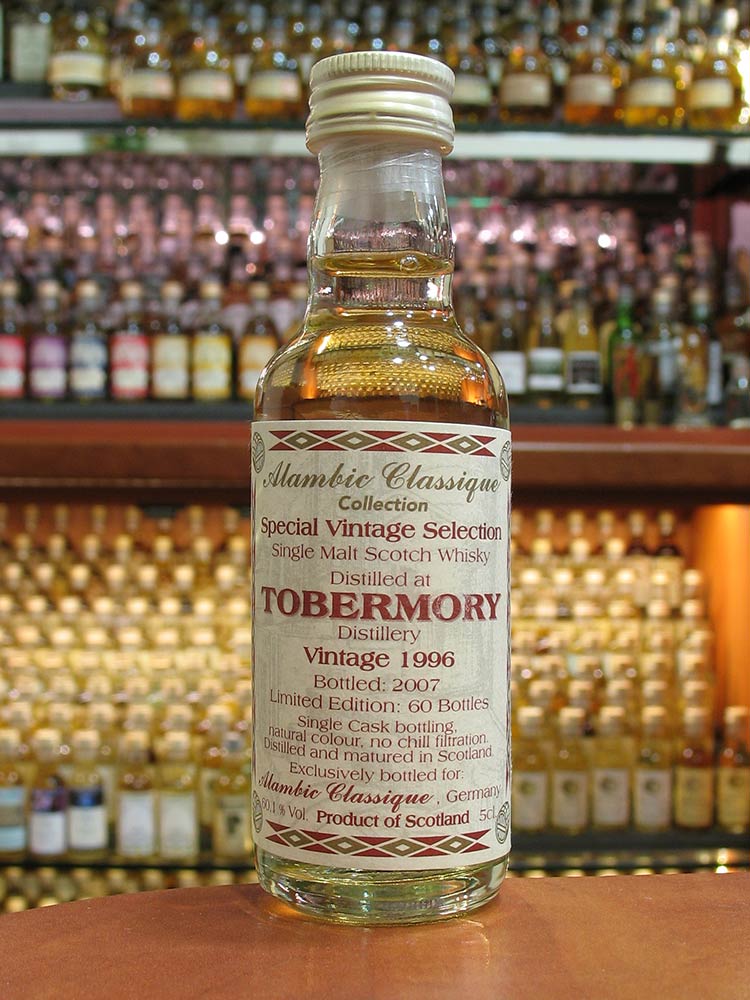 Alambic Classique
Collection
Special Vintage Selection
Single Malt Scotch Whisky
Distilled at
TOBERMORY
Distillery
Vintage 1996
Bottled: 2007
Limited Edition: 60 Bottles
Single Cask bottling,
natural colour, no chill filtration.
Distilled and matured in Scotland.
Exclusively bottled for:
Alambic Classique, Germany
60,1 % Vol. Product of Scotland 5cl.